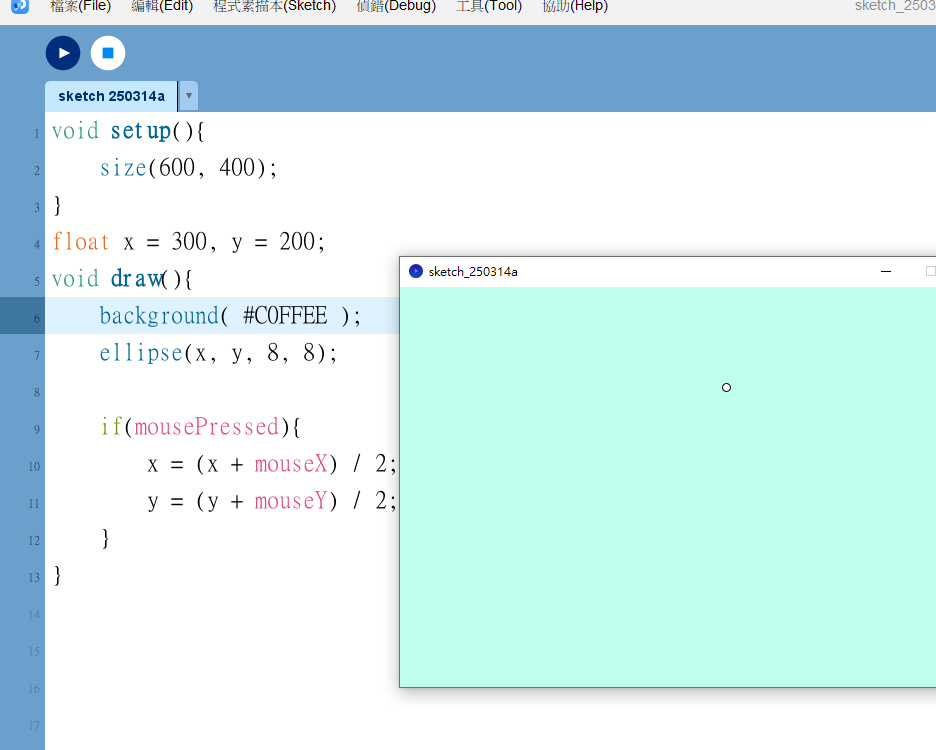 檔案(File) 編輯(Edit) 程式素描本(Sketch) 偵錯(Debug) 工具(Tool) 協助(Help) sketch_2503
sketch 250314a
1 void setup(){
2 size(600, 400);
3 }
4 float x = 300, y = 200;
5 void draw(){
sketch_250314a
6 background( #C0FFEE );
7 ellipse(x, y, 8, 8);
8
9 if(mousePressed){
10 x = (x + mouseX) / 2;
11 y = (y + mouseY) / 2;
12 }
13 }
14
15
16
17